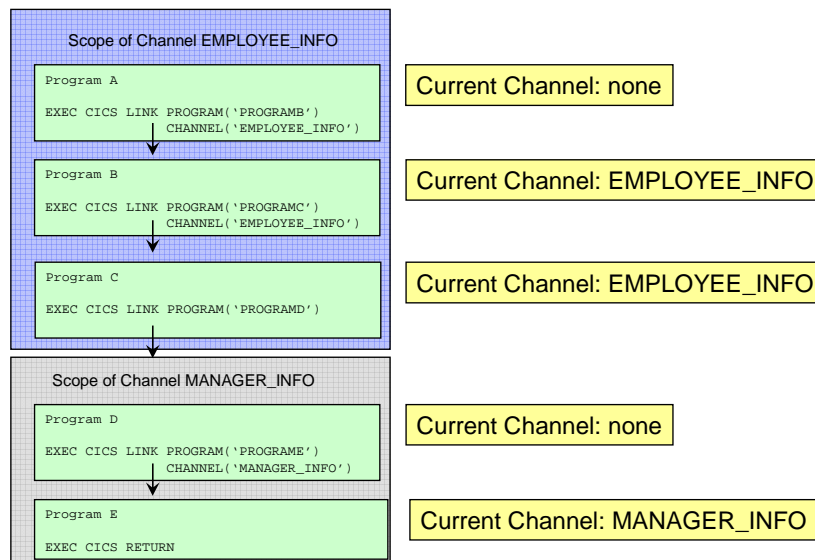 Scope of Channel EMPLOYEE_INFO
Program A
EXEC CICS LINK PROGRAM('PROGRAMB')
CHANNEL('EMPLOYEE_INFO')
Current Channel: none
Program B
EXEC CICS LINK PROGRAM('PROGRAMC')
CHANNEL('EMPLOYEE_INFO')
Current Channel: EMPLOYEE_INFO
Program C
EXEC CICS LINK PROGRAM('PROGRAMD')
Current Channel: EMPLOYEE_INFO
Scope of Channel MANAGER_INFO
Program D
EXEC CICS LINK PROGRAM('PROGRAME')
CHANNEL('MANAGER_INFO')
Current Channel: none
Program E
EXEC CICS RETURN
Current Channel: MANAGER_INFO